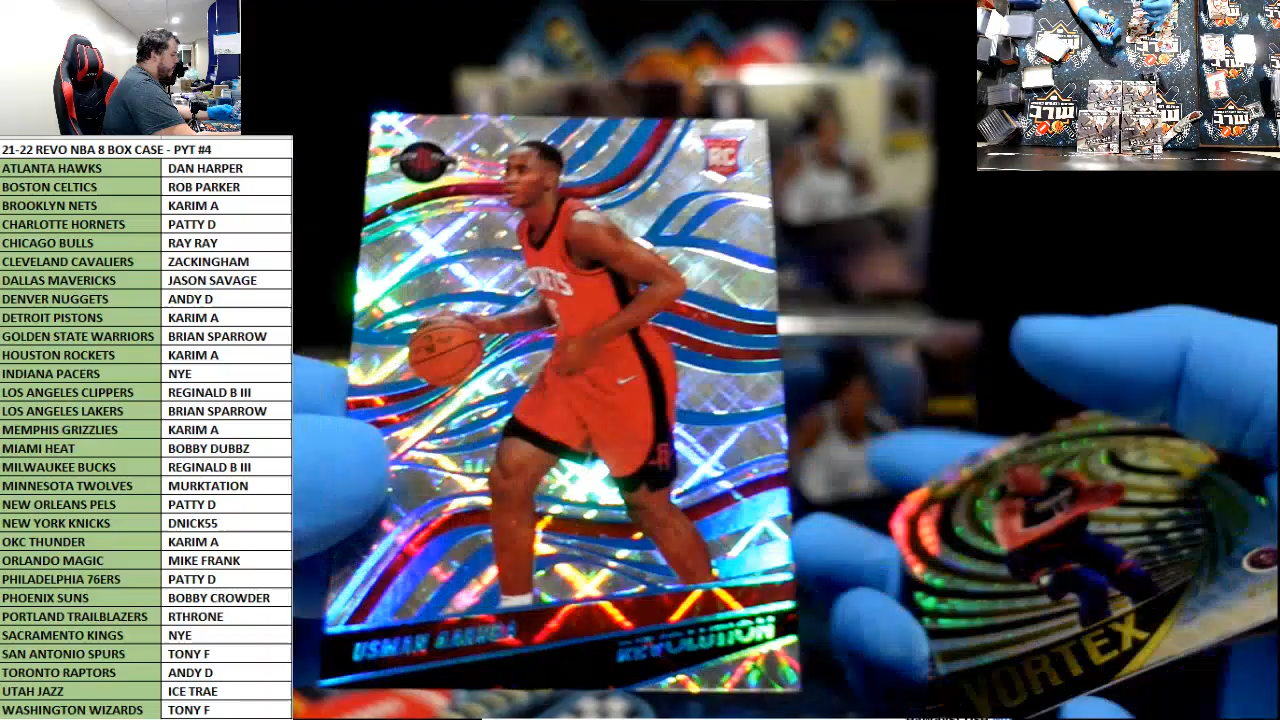 21-22 REVO NBA 8 BOX CASE - PYT #4
ATLANTA HAWKS DAN HARPER
BOSTON CELTICS ROB PARKER
BROOKLYN NETS KARIM A
CHARLOTTE HORNETS PATTY D
CHICAGO BULLS RAY RAY
CLEVELAND CAVALIERS ZACKINGHAM
DALLAS MAVERICKS JASON SAVAGE
DENVER NUGGETS ANDY D
DETROIT PISTONS KARIM A
GOLDEN STATE WARRIORS BRIAN SPARROW
HOUSTON ROCKETS KARIM A
INDIANA PACERS NYE
LOS ANGELES CLIPPERS REGINALD B III
LOS ANGELES LAKERS BRIAN SPARROW
MEMPHIS GRIZZLIES KARIM A
MIAMI HEAT BOBBY DUBBZ
MILWAUKEE BUCKS REGINALD B III
MINNESOTA TWOLVES MURKTATION
NEW ORLEANS PELS PATTY D
NEW YORK KNICKS DNICK55
OKC THUNDER KARIM A
ORLANDO MAGIC MIKE FRANK
PHILADELPHIA 76ERS PATTY D
PHOENIX SUNS BOBBY CROWDER
PORTLAND TRAILBLAZERS RTHRONE
SACRAMENTO KINGS NYE
SAN ANTONIO SPURS TONY F
TORONTO RAPTORS ANDY D
UTAH JAZZ ICE TRAE
WASHINGTON WIZARDS TONY F
RC
USMAN GARUBA REVOLUTION
VORTEX